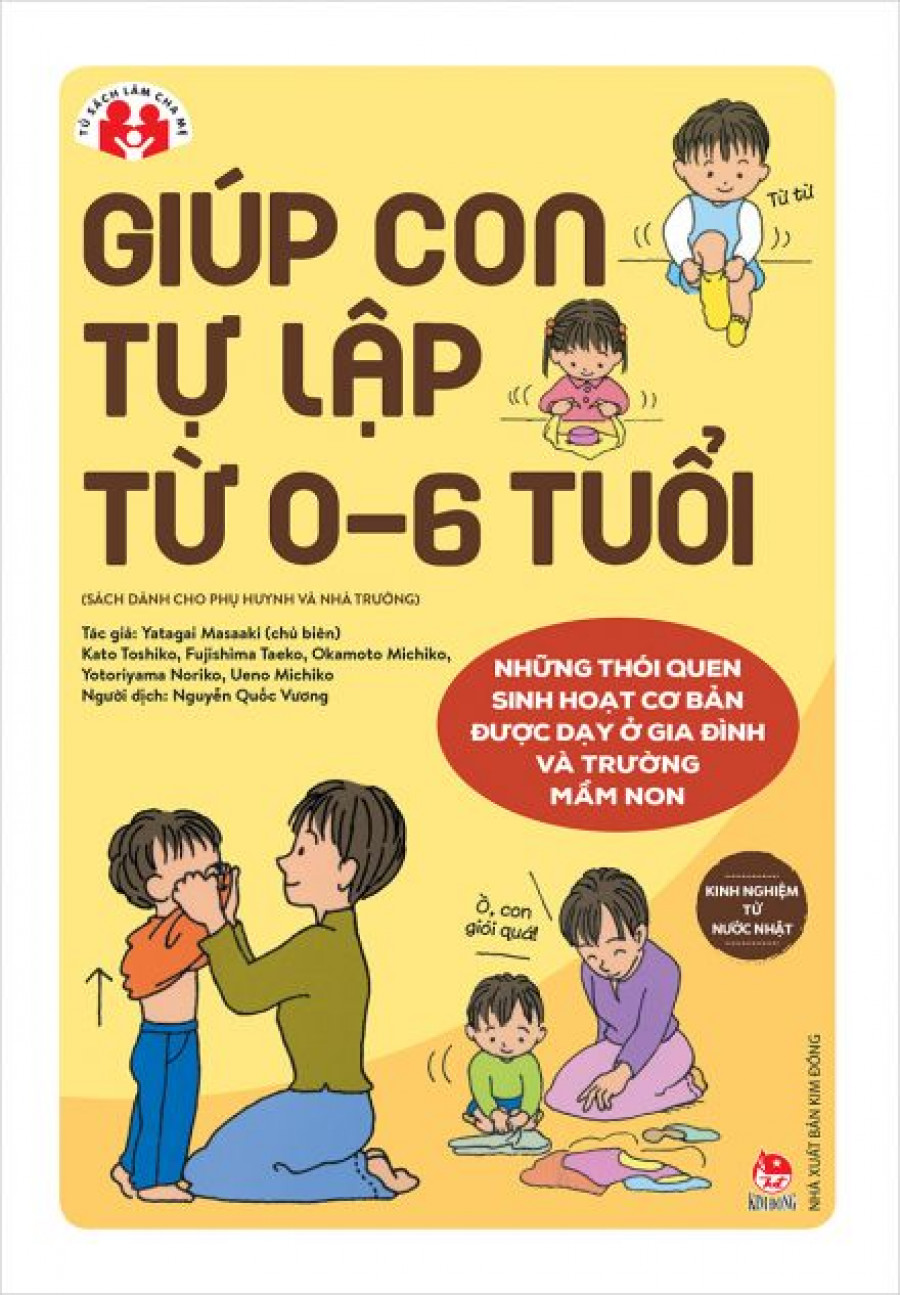 TỦ SÁCH LÀM CHA MẸ
Từ từ
GIÚP CON
TỰ LẬP
TỪ 0-6 TUỔI
(SÁCH DÀNH CHO PHỤ HUYNH VÀ NHÀ TRƯỜNG)
Tác giả: Yatagai Masaaki (chủ biên)
Kato Toshiko, Fujishima Taeko, Okamoto Michiko,
Yotoriyama Noriko, Ueno Michiko
Người dịch: Nguyễn Quốc Vương
NHỮNG THÓI QUEN
SINH HOẠT CƠ BẢN
ĐƯỢC DẠY Ở GIA ĐÌNH
VÀ TRƯỜNG
MẦM NON
KINH NGHIỆM
TỪ
NƯỚC NHẬT
Ồ, con
giỏi quá!
NHÀ XUẤT BẢN KIM ĐỒNG
KIM ĐỒNG